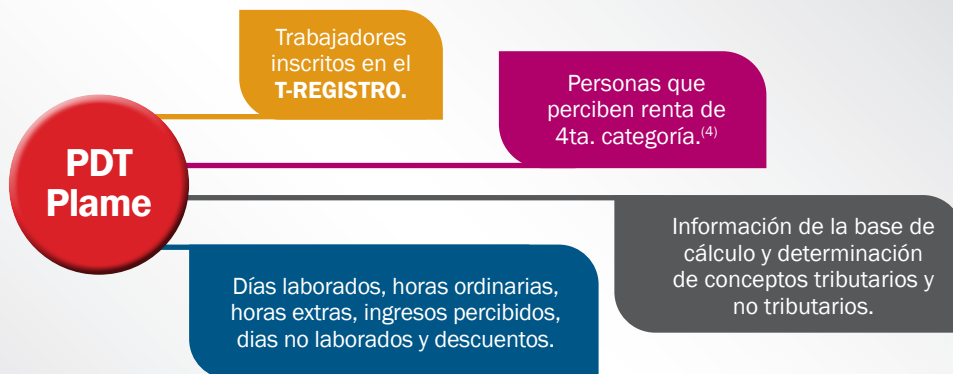 PDT
Plame
Trabajadores
inscritos en el
T-REGISTRO.
Personas que
perciben renta de
4ta. categoría.(4)
Información de la base de
cálculo y determinación
de conceptos tributarios y
no tributarios.
Días laborados, horas ordinarias,
horas extras, ingresos percibidos,
dias no laborados y descuentos.